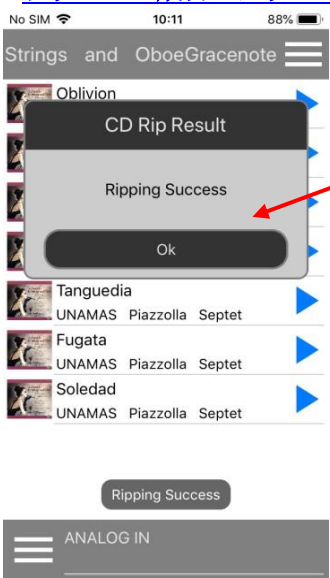 No SIM 10:11 88%
Strings and OboeGracenote
Oblivion
CD Rip Result
Ripping Success
Ok
Tanguedia
UNAMAS Piazzolla Septet
Fugata
UNAMAS Piazzolla Septet
Soledad
UNAMAS Piazzolla Septet
Ripping Success
ANALOG IN